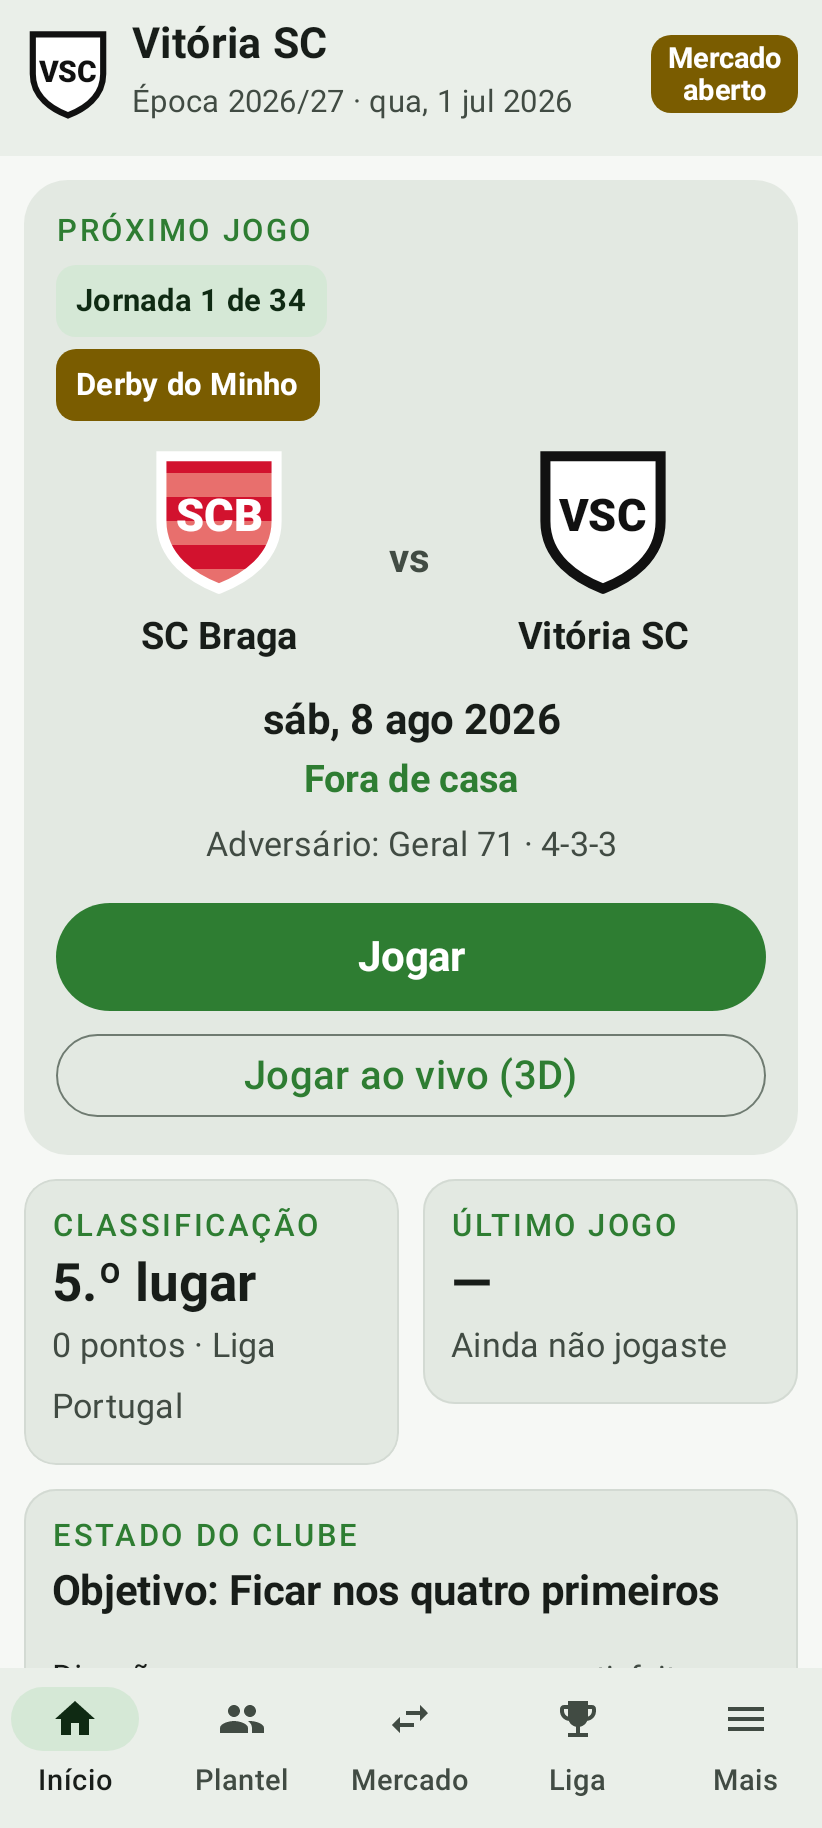 VSC
Vitória SC
Época 2026/27 · qua, 1 jul 2026
Mercado
aberto
PRÓXIMO JOGO
Jornada 1 de 34
Derby do Minho
SCB
vs
VSC
SC Braga
Vitória SC
sáb, 8 ago 2026
Fora de casa
Adversário: Geral 71 · 4-3-3
Jogar
Jogar ao vivo (3D)
CLASSIFICAÇÃO
5.º lugar
0 pontos · Liga
Portugal
ÚLTIMO JOGO
—
Ainda não jogaste
ESTADO DO CLUBE
Objetivo: Ficar nos quatro primeiros
Início
Plantel
Mercado
Liga
Mais